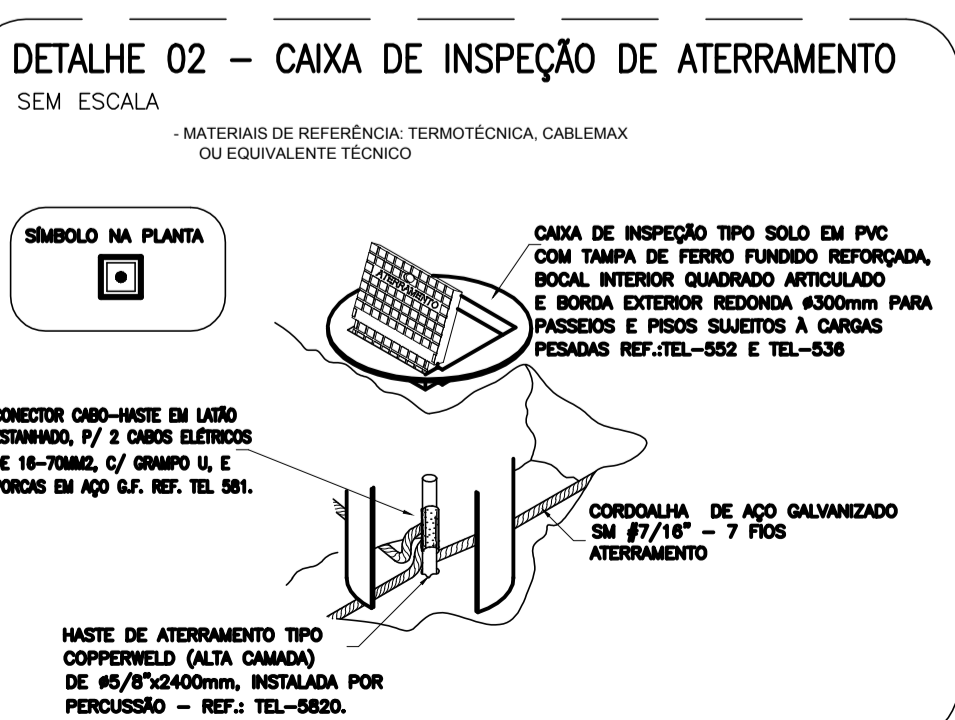 DETALHE 02 – CAIXA DE INSPEÇÃO DE ATERRAMENTO
SEM ESCALA
- MATERIAIS DE REFERÊNCIA: TERMOTÉCNICA, CABLEMAX
OU EQUIVALENTE TÉCNICO
SÍMBOLO NA PLANTA
CAIXA DE INSPEÇÃO TIPO SOLO EM PVC
COM TAMPA DE FERRO FUNDIDO REFORÇADA,
BOCAL INTERIOR QUADRADO ARTICULADO
E BORDA EXTERIOR REDONDA ø300mm PARA
PASSEIOS E PISOS SUJEITOS À CARGAS
PESADAS REF.:TEL–552 E TEL–536
ATERRAMENTO
CONECTOR CABO–HASTE EM LATÃO
ESTANHADO, P/ 2 CABOS ELÉTRICOS
DE 16–70MM2, C/ GRAMPO U, E
PORCAS EM AÇO G.F. REF. TEL 581.
CORDOALHA DE AÇO GALVANIZADO
SM #7/16" – 7 FIOS
ATERRAMENTO
HASTE DE ATERRAMENTO TIPO
COPPERWELD (ALTA CAMADA)
DE ø5/8"x2400mm, INSTALADA POR
PERCUSSÃO – REF.: TEL–5820.